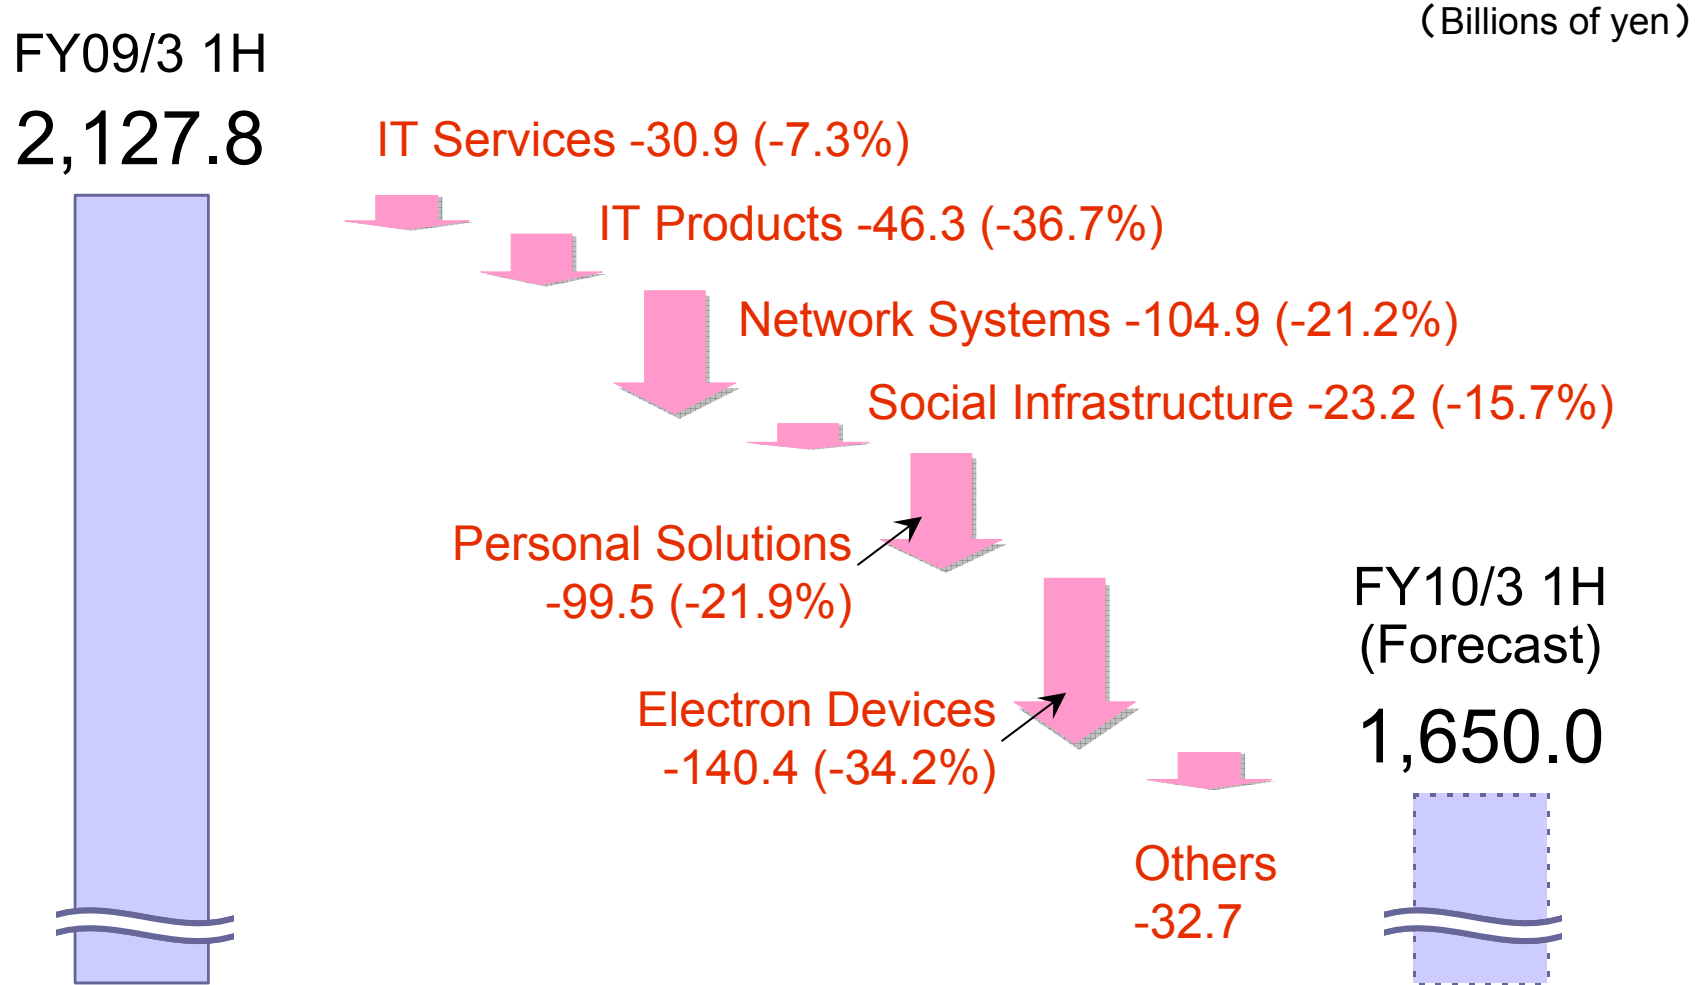 （Billions of yen）
FY09/3 1H
2,127.8
IT Services -30.9 (-7.3%)
IT Products -46.3 (-36.7%)
Network Systems -104.9 (-21.2%)
Social Infrastructure -23.2 (-15.7%)
Personal Solutions
-99.5 (-21.9%)
Electron Devices
-140.4 (-34.2%)
Others
-32.7
FY10/3 1H
(Forecast)
1,650.0